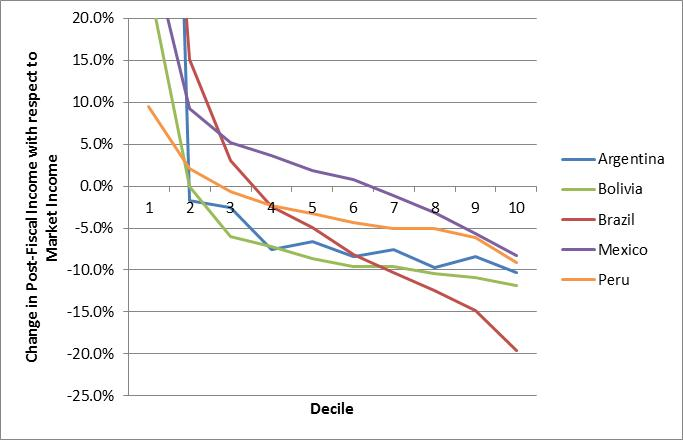 20.0%
15.0%
10.0%
5.0%
0.0%
-5.0%
-10.0%
-15.0%
-20.0%
-25.0%
Change in Post-Fiscal Income with respect to
Market Income
1 2 3 4 5 6 7 8 9 10
Decile
Argentina
Bolivia
Brazil
Mexico
Peru